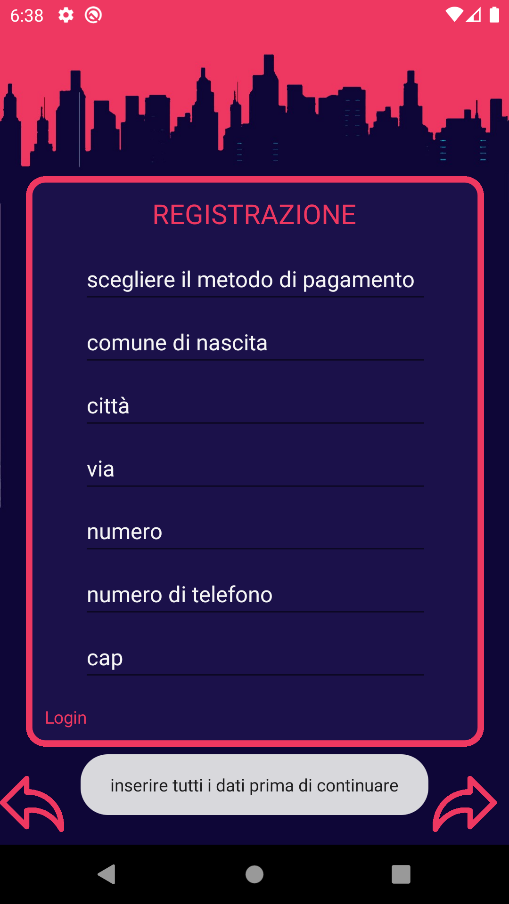 6:38
REGISTRAZIONE
scegliere il metodo di pagamento
comune di nascita
città
via
numero
numero di telefono
cap
Login
inserire tutti i dati prima di continuare